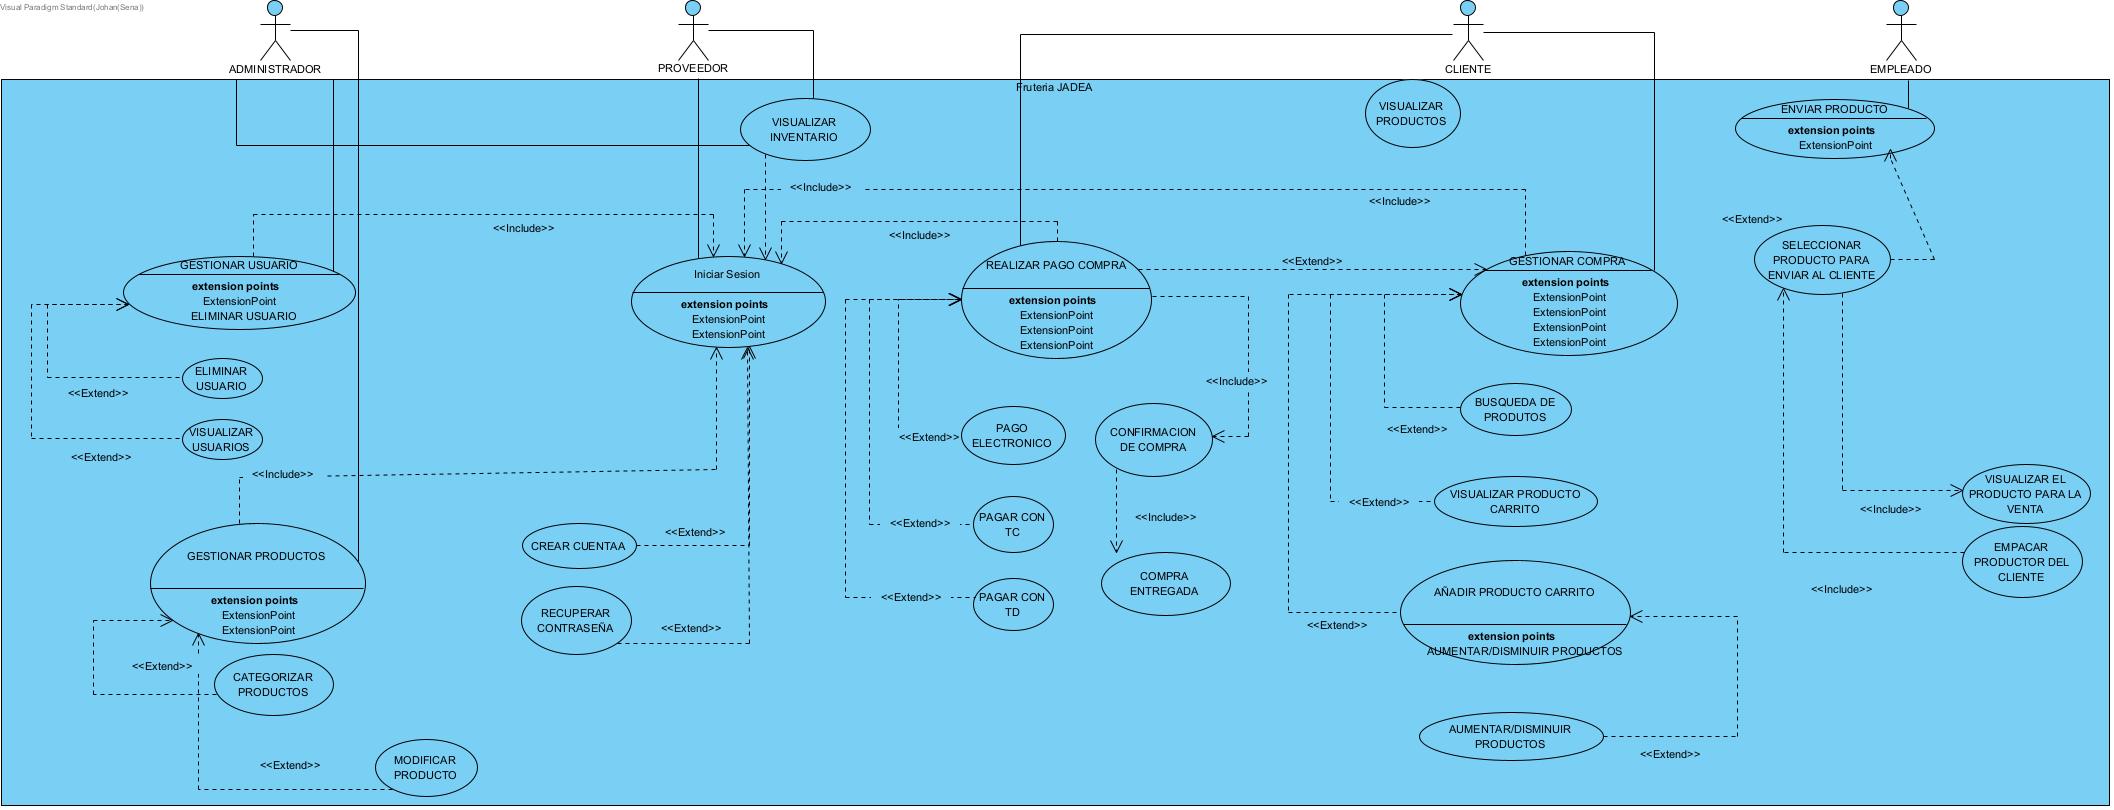 Visual Paradigm Standard(Johan(Sena))
ADMINISTRADOR
PROVEEDOR
CLIENTE
EMPLEADO
Fruteria JADEA
VISUALIZAR
INVENTARIO
VISUALIZAR
PRODUCTOS
ENVIAR PRODUCTO
extension points
ExtensionPoint
<<Include>>
<<Include>>
<<Include>>
<<Include>>
<<Extend>>
GESTIONAR USUARIO
extension points
ExtensionPoint
ELIMINAR USUARIO
Iniciar Sesion
extension points
ExtensionPoint
ExtensionPoint
REALIZAR PAGO COMPRA
extension points
ExtensionPoint
ExtensionPoint
ExtensionPoint
<<Extend>>
GESTIONAR COMPRA
extension points
ExtensionPoint
ExtensionPoint
ExtensionPoint
ExtensionPoint
SELECCIONAR
PRODUCTO PARA
ENVIAR AL CLIENTE
ELIMINAR
USUARIO
<<Extend>>
VISUALIZAR
USUARIOS
<<Extend>>
<<Include>>
<<Include>>
PAGO
ELECTRONICO
<<Extend>>
CONFIRMACION
DE COMPRA
BUSQUEDA DE
PRODUTOS
<<Extend>>
VISUALIZAR PRODUCTO
CARRITO
<<Extend>>
VISUALIZAR EL
PRODUCTO PARA LA
VENTA
<<Include>>
GESTIONAR PRODUCTOS
extension points
ExtensionPoint
ExtensionPoint
CREAR CUENTAA
<<Extend>>
PAGAR CON
TC
<<Extend>>
<<Include>>
COMPRA
ENTREGADA
EMPACAR
PRODUCTOR DEL
CLIENTE
<<Include>>
RECUPERAR
CONTRASEÑA
<<Extend>>
PAGAR CON
TD
<<Extend>>
AÑADIR PRODUCTO CARRITO
extension points
AUMENTAR/DISMINUIR PRODUCTOS
<<Extend>>
<<Extend>>
CATEGORIZAR
PRODUCTOS
AUMENTAR/DISMINUIR
PRODUCTOS
<<Extend>>
<<Extend>>
MODIFICAR
PRODUCTO